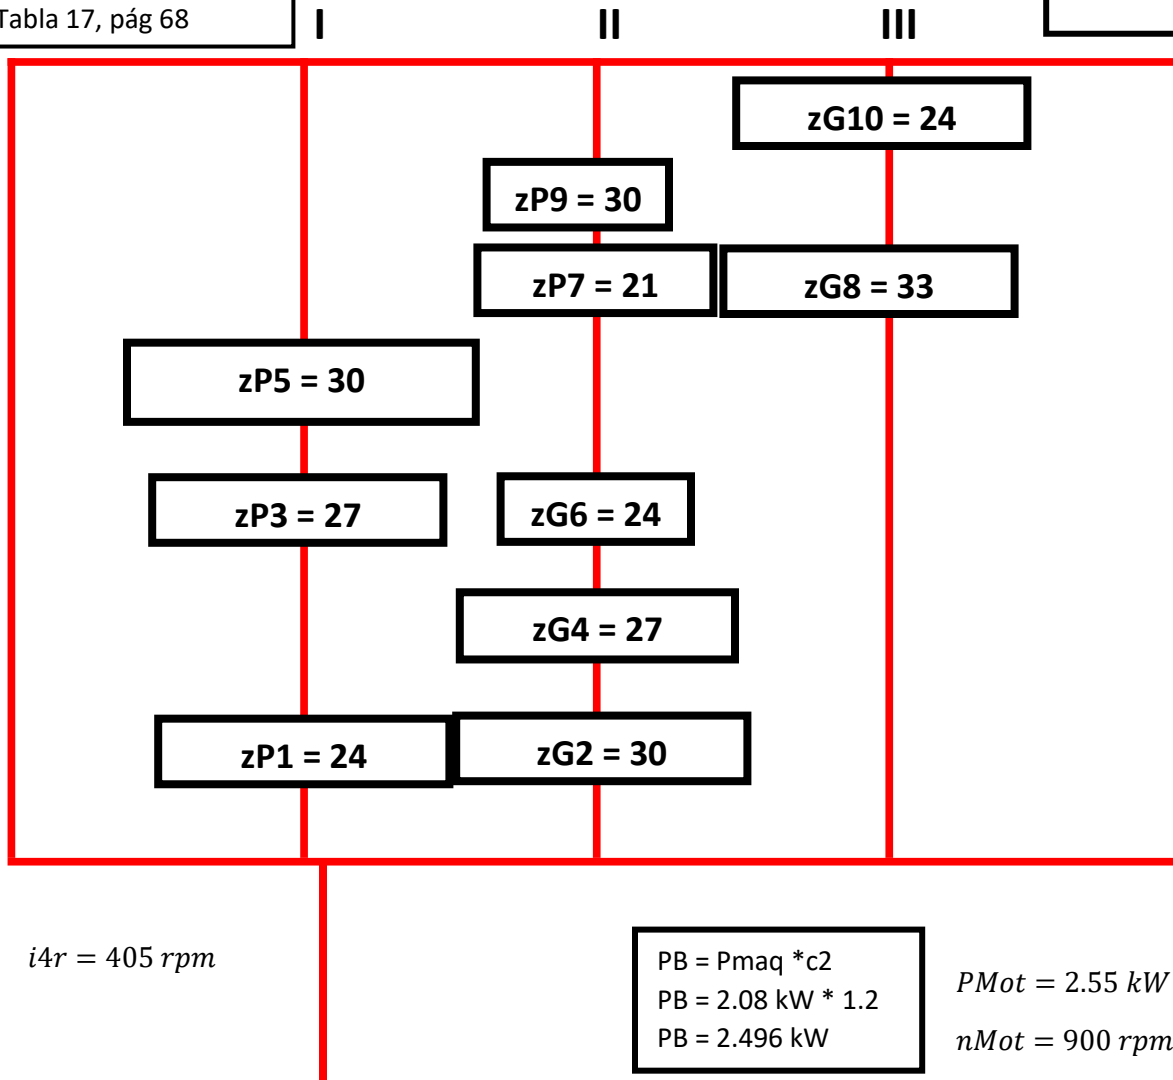 Tabla 17, pág 68
I
II
III
zG10 = 24
zP9 = 30
zP7 = 21
zG8 = 33
zP5 = 30
zP3 = 27
zG6 = 24
zG4 = 27
zP1 = 24
zG2 = 30
i4r = 405 rpm
PB = Pmaq *c2
PB = 2.08 kW * 1.2
PB = 2.496 kW
PMot = 2.55 kW
nMot = 900 rpm